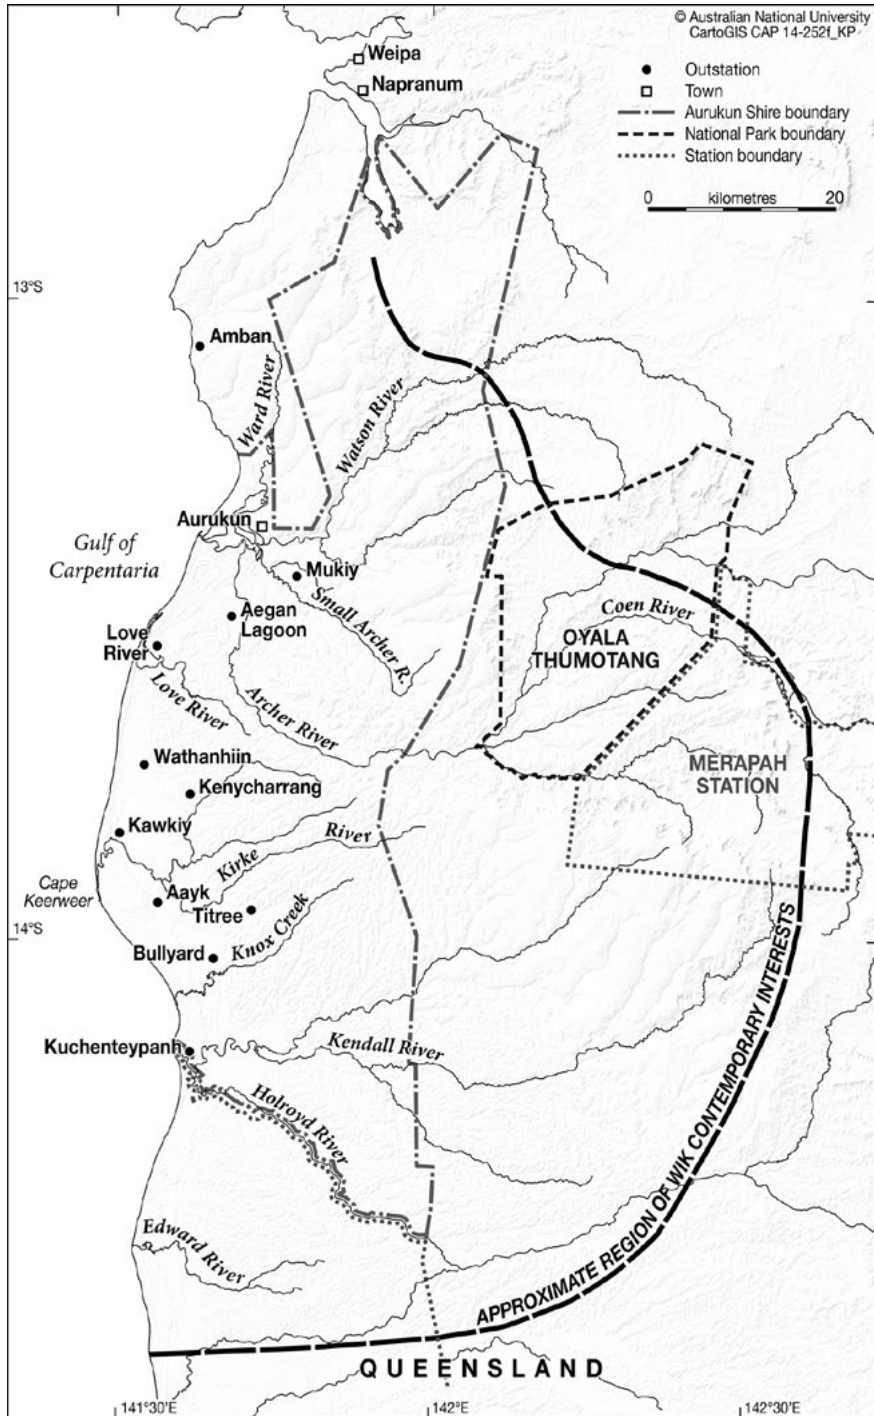 © Australian National University
CartoGIS CAP 14-252f_KP
Weipa
Napranum
Outstation
Town
Aurukun Shire boundary
National Park boundary
Station boundary
0 kilometres 20
13°S
Amban
Ward River
Watson River
Aurukun
Gulf of
Carpentaria
Mukiy
Small Archer R.
Aegan
Lagoon
Coen River
Love
River
OYALA
THUMOTANG
Love River
Archer River
Wathanhiin
MERAPAH
STATION
Kenycharrang
Kawkiy
Kirke River
Cape
Keerweer
Aayk
Titree
14°S
Bullyard
Knox Creek
Kuchenteypanh
Kendall River
Holroyd River
APPROXIMATE REGION OF WIK CONTEMPORARY INTERESTS
Edward River
QUEENSLAND
141°30'E
142°E
142°30'E